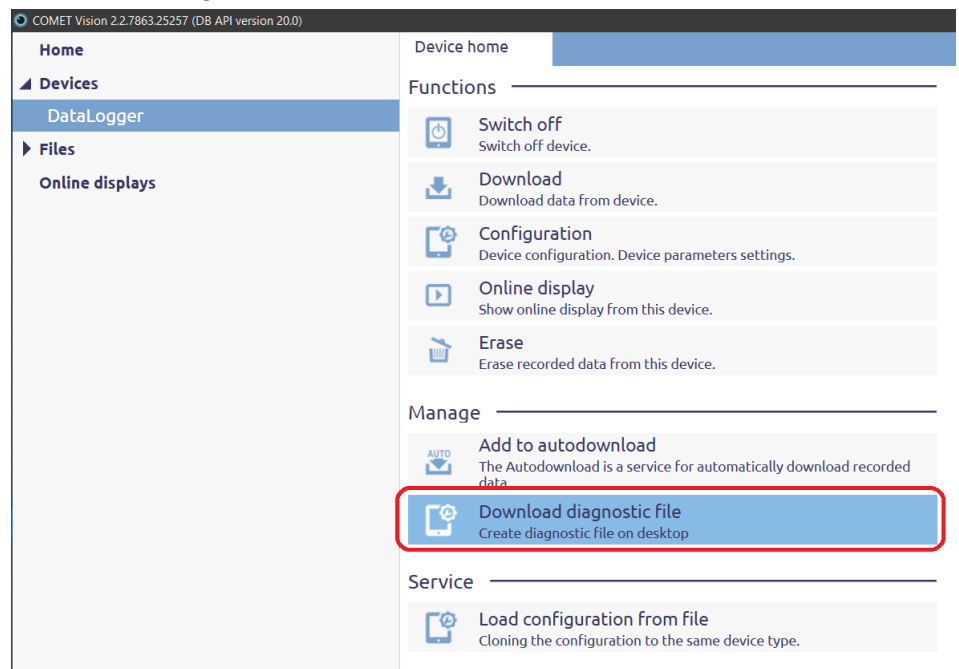 COMET Vision 2.2.7863.25257 (DB API version 20.0)
Home
Devices
DataLogger
Files
Online displays
Device home
Functions
Switch off
Switch off device.
Download
Download data from device.
Configuration
Device configuration. Device parameters settings.
Online display
Show online display from this device.
Erase
Erase recorded data from this device.
Manage
AUTO
Add to autodownload
The Autodownload is a service for automatically download recorded
data
Download diagnostic file
Create diagnostic file on desktop
Service
Load configuration from file
Cloning the configuration to the same device type.